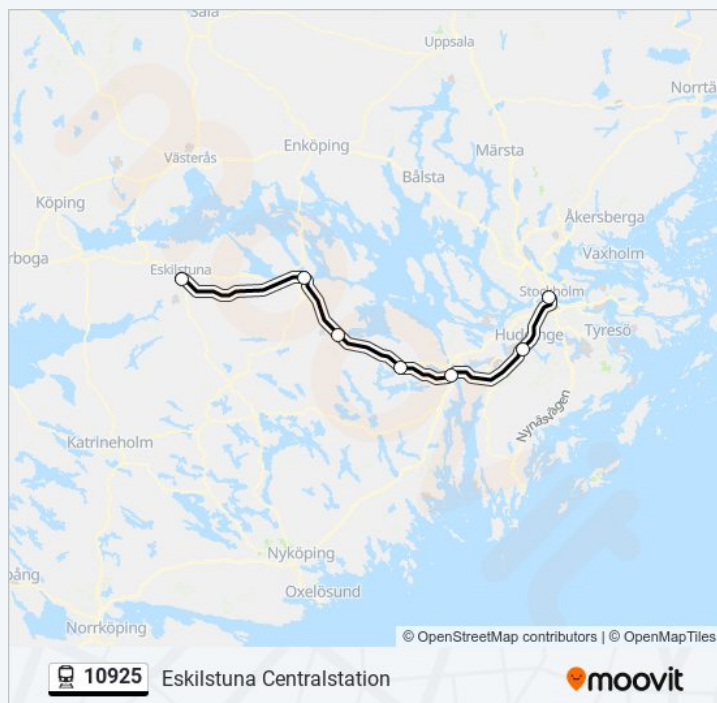 Sala
Uppsala
Norrtä
Västerås
Enköping
Märsta
Bålsta
Köping
Åkersberga
Vaxholm
rboga
Eskilstuna
Stockholm
Huddinge
Tyresö
Nynäsvägen
Katrineholm
Nyköping
Oxelösund
pång
Norrköping
© OpenStreetMap contributors | © OpenMapTiles
10925 Eskilstuna Centralstation
moovit